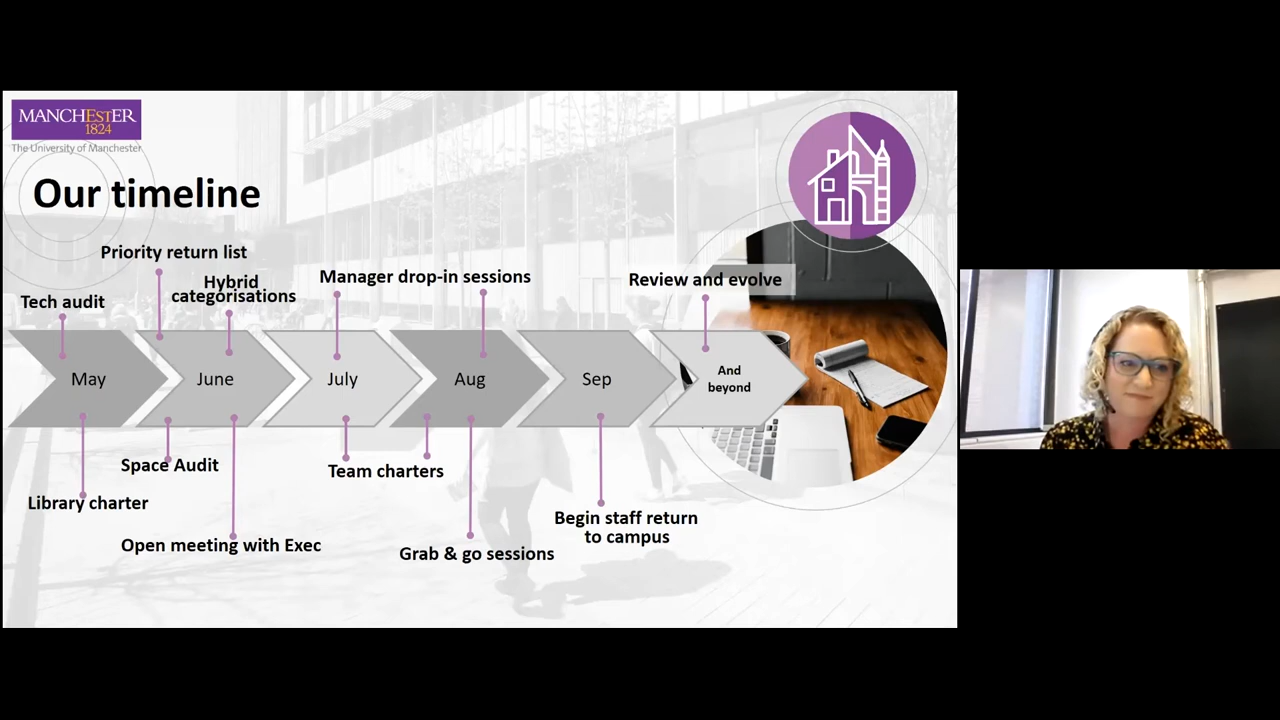 MANCHESTER
1824
The University of Manchester
Our timeline
Priority return list
Hybrid
categorisations
Manager drop-in sessions
Review and evolve
Tech audit
May
June
July
Aug
Sep
And
beyond
Space Audit
Team charters
Library charter
Begin staff return
to campus
Open meeting with Exec
Grab & go sessions